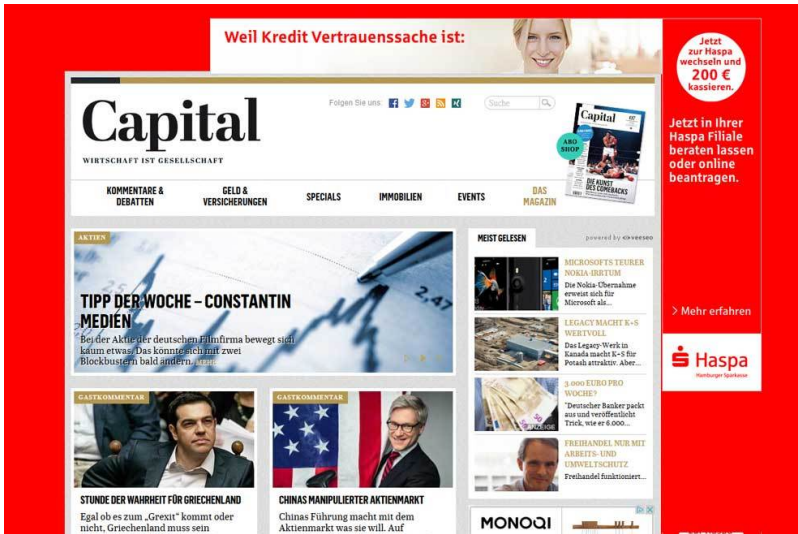 Weil Kredit Vertrauenssache ist:
Jetzt
zur Haspa
wechseln und
200 €
kassieren.
Jetzt in Ihrer
Haspa Filiale
beraten lassen
oder online
beantragen.
> Mehr erfahren
Haspa
Hamburger Sparkasse
Capital
WIRTSCHAFT IST GESELLSCHAFT
Folgen Sie uns:
Suche
Capital
ABO
SHOP
DIE KUNST
DES COMEBACKS
KOMMENTARE &
DEBATTEN
GELD &
VERSICHERUNGEN
SPECIALS
IMMOBILIEN
EVENTS
DAS
MAGAZIN
AKTIEN
TIPP DER WOCHE – CONSTANTIN
MEDIEN
Bei der Aktie der deutschen Filmfirma bewegt sich
kaum etwas. Das könnte sich mit zwei
Blockbustern bald ändern.
2,47
MEIST GELESEN
powered by
MICROSOFTS TEURER
NOKIA-IRRTUM
Die Nokia-Übernahme
erweist sich für
Microsoft als...
LEGACY MACHT K+S
WERTVOLL
Das Legacy-Werk in
Kanada macht K+S für
Potash attraktiv. Aber...
3.000 EURO PRO
WOCHE?
"Deutscher Banker packt
aus und veröffentlicht
Trick, wie er 6.000...
ANZEIGE
FREIHANDEL NUR MIT
ARBEITS- UND
UMWELTSCHUTZ
Freihandel funktioniert...
GASTKOMMENTAR
STUNDE DER WAHRHEIT FÜR GRIECHENLAND
Egal ob es zum „Grexit" kommt oder
nicht, Griechenland muss sein
GASTKOMMENTAR
CHINAS MANIPULIERTER AKTIENMARKT
Chinas Führung macht mit dem
Aktienmarkt was sie will. Auf
MONOQI